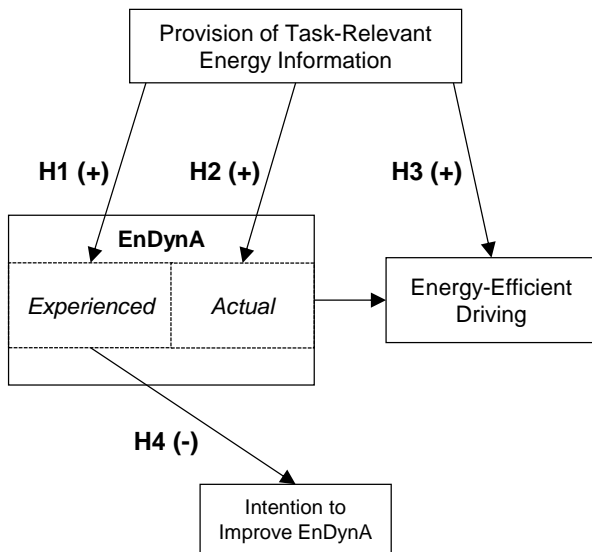 Provision of Task-Relevant
Energy Information
H1 (+)
H2 (+)
H3 (+)
EnDynA
Experienced
Actual
Energy-Efficient
Driving
H4 (-)
Intention to
Improve EnDynA